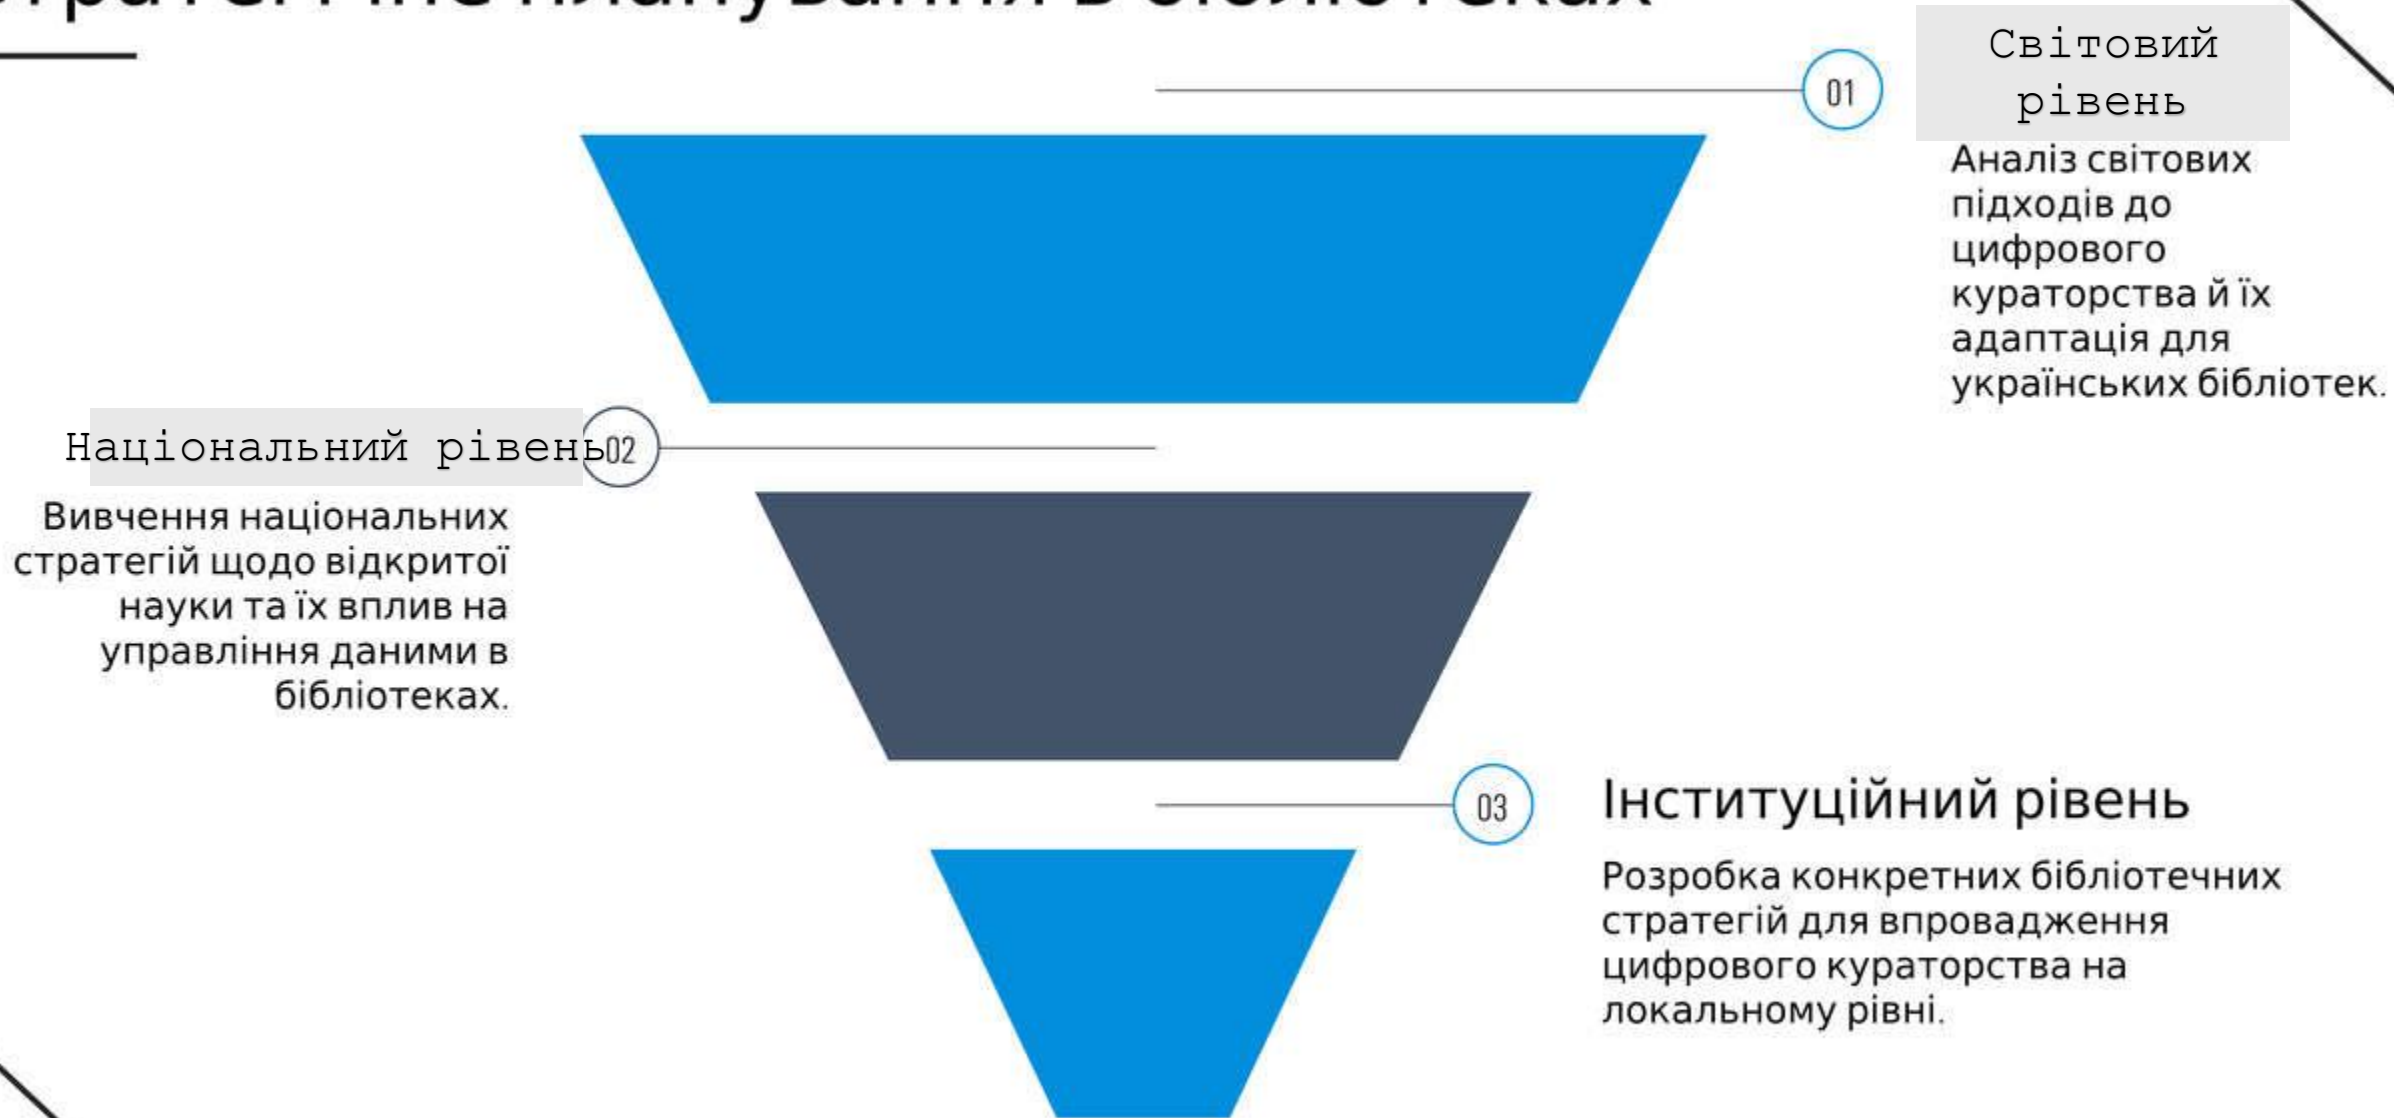 планування в бібліотеках
01
Світовий
рівень
Аналіз світових
підходів до
цифрового
кураторства й їх
адаптація для
українських бібліотек.
Національний рівень
02
Вивчення національних
стратегій щодо відкритої
науки та їх вплив на
управління даними в
бібліотеках.
03
Інституційний рівень
Розробка конкретних бібліотечних
стратегій для впровадження
цифрового кураторства на
локальному рівні.